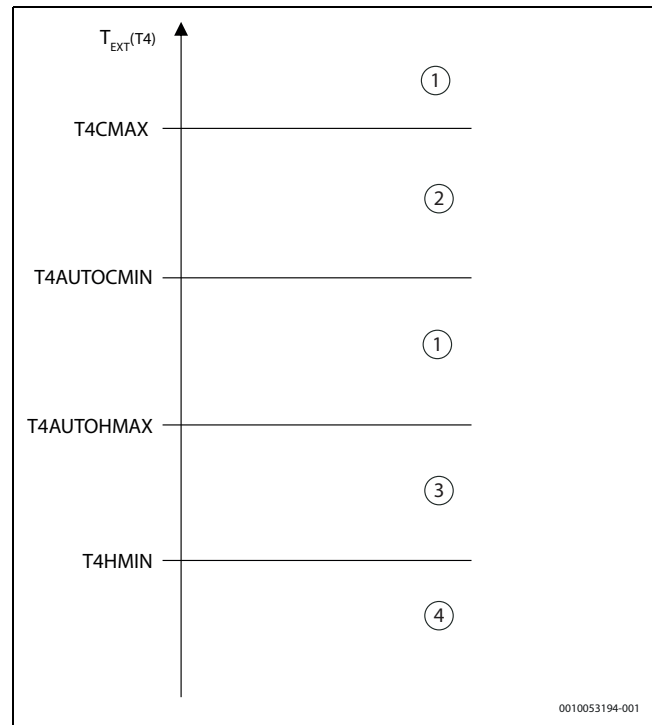 T_EXT(T4)
①
T4CMAX
②
T4AUTOCMIN
①
T4AUTOHMAX
③
T4HMIN
④
0010053194-001